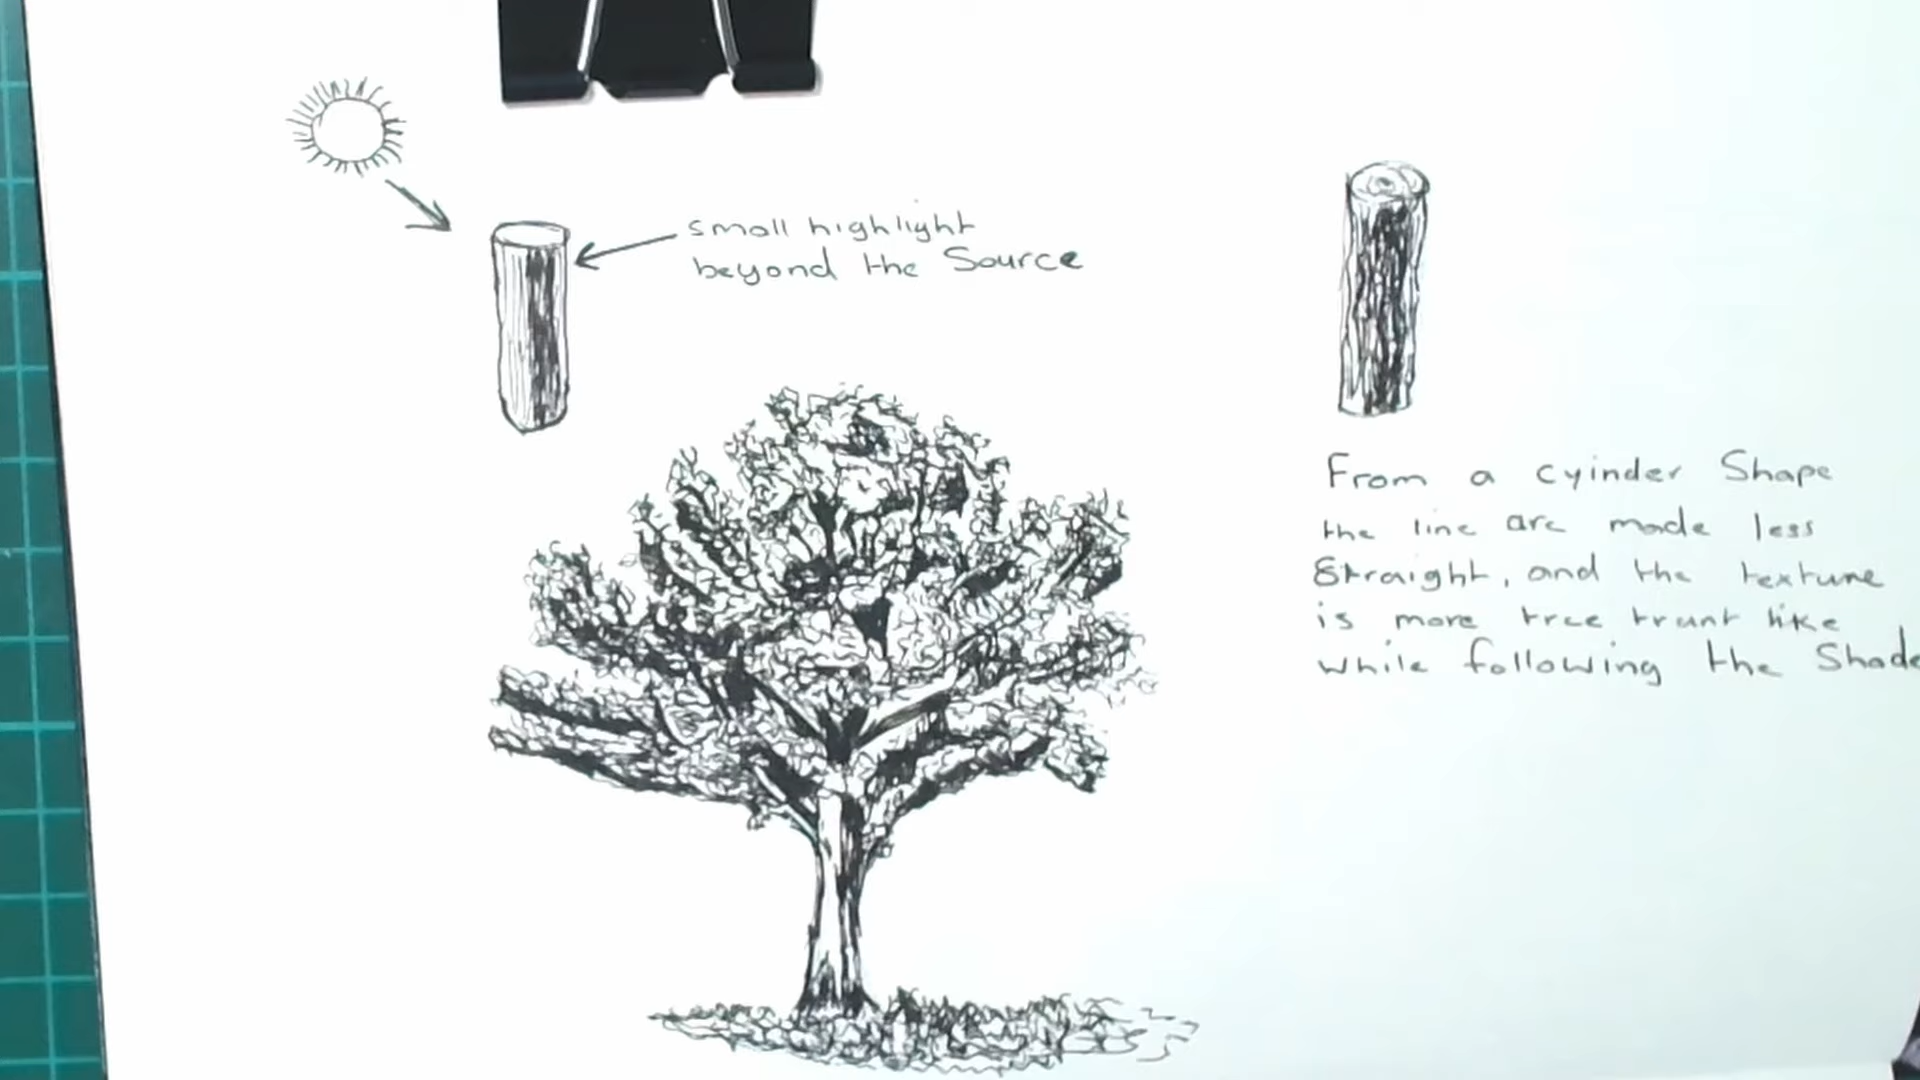 small highlight
beyond the Source
From a cyinder Shape
the line are made less
Straight, and the texture
is more tree trunt like
while following the Shade